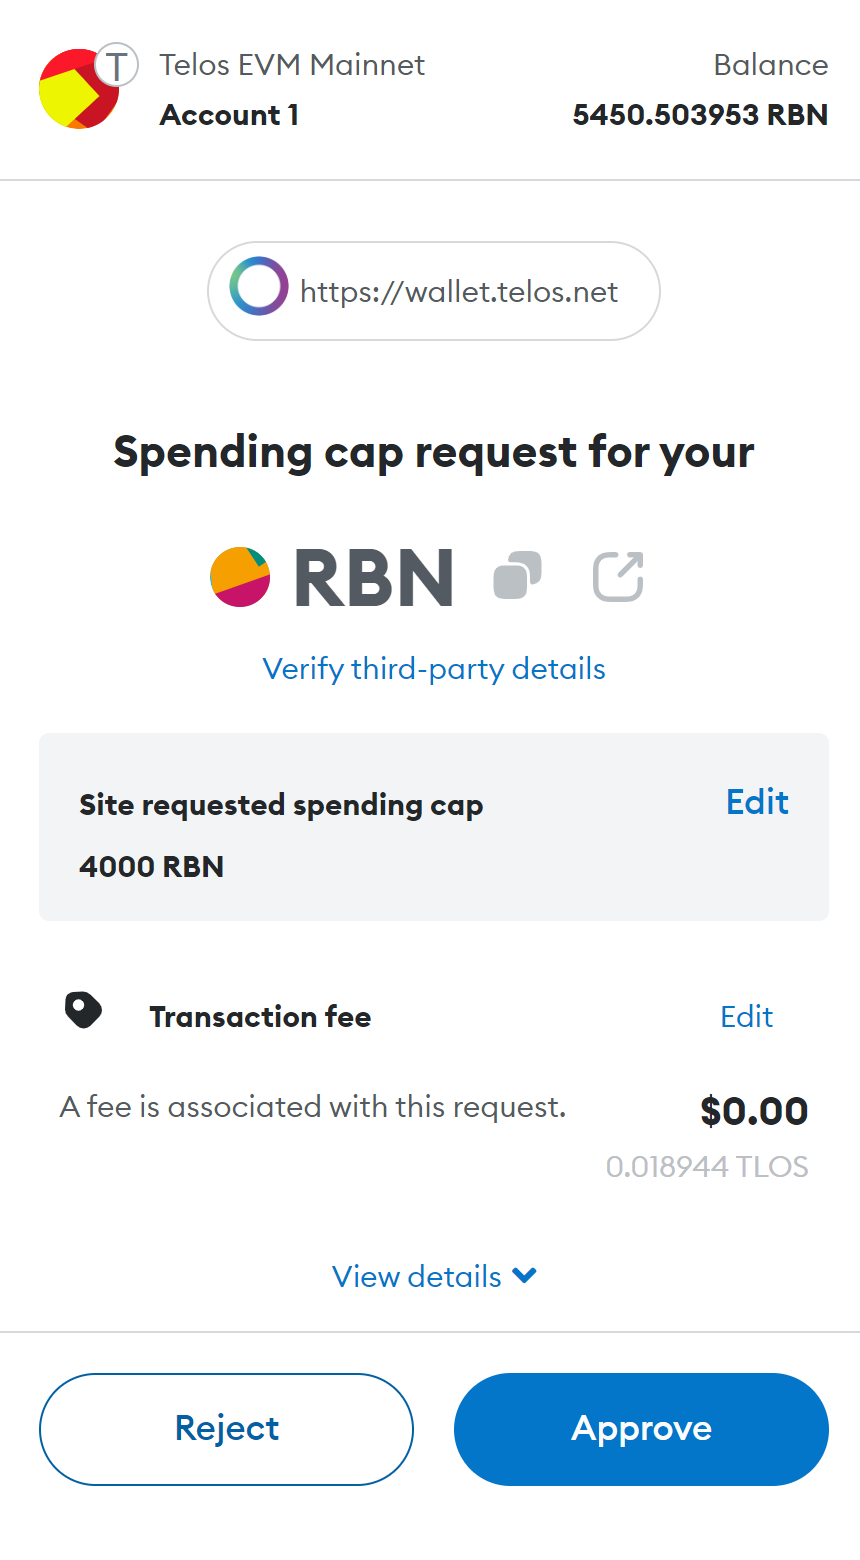 T Telos EVM Mainnet Balance
Account 1 5450.503953 RBN
https://wallet.telos.net
Spending cap request for your
RBN
Verify third-party details
Site requested spending cap Edit
4000 RBN
Transaction fee Edit
A fee is associated with this request. $0.00
0.018944 TLOS
View details
Reject Approve